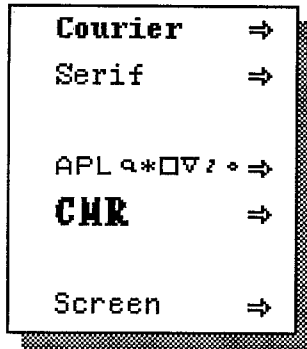 Courier ⇒
Serif ⇒
APL ⍺*□∇≀∘⇒
CMR ⇒
Screen ⇒